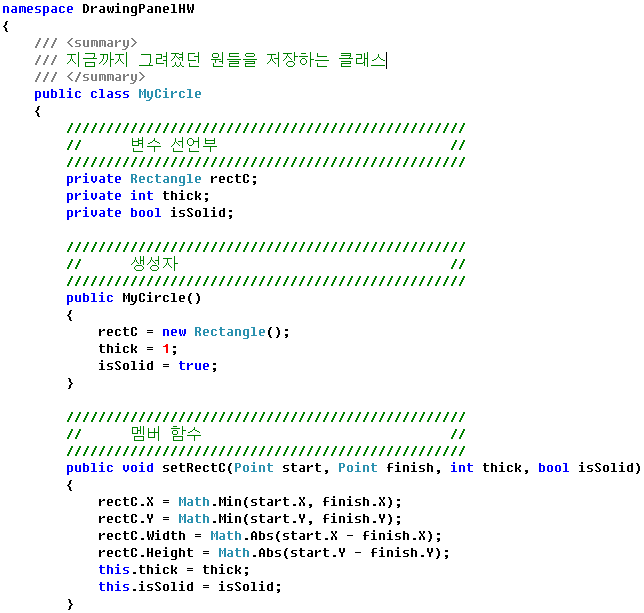 namespace DrawingPanelHW
{
    /// <summary>
    /// 지금까지 그려졌던 원들을 저장하는 클래스
    /// </summary>
    public class MyCircle
    {
        //////////////////////////////////////////////////
        //      변수 선언부                             //
        //////////////////////////////////////////////////
        private Rectangle rectC;
        private int thick;
        private bool isSolid;

        //////////////////////////////////////////////////
        //      생성자                                  //
        //////////////////////////////////////////////////
        public MyCircle()
        {
            rectC = new Rectangle();
            thick = 1;
            isSolid = true;
        }

        //////////////////////////////////////////////////
        //      멤버 함수                               //
        //////////////////////////////////////////////////
        public void setRectC(Point start, Point finish, int thick, bool isSolid)
        {
            rectC.X = Math.Min(start.X, finish.X);
            rectC.Y = Math.Min(start.Y, finish.Y);
            rectC.Width = Math.Abs(start.X - finish.X);
            rectC.Height = Math.Abs(start.Y - finish.Y);
            this.thick = thick;
            this.isSolid = isSolid;
        }